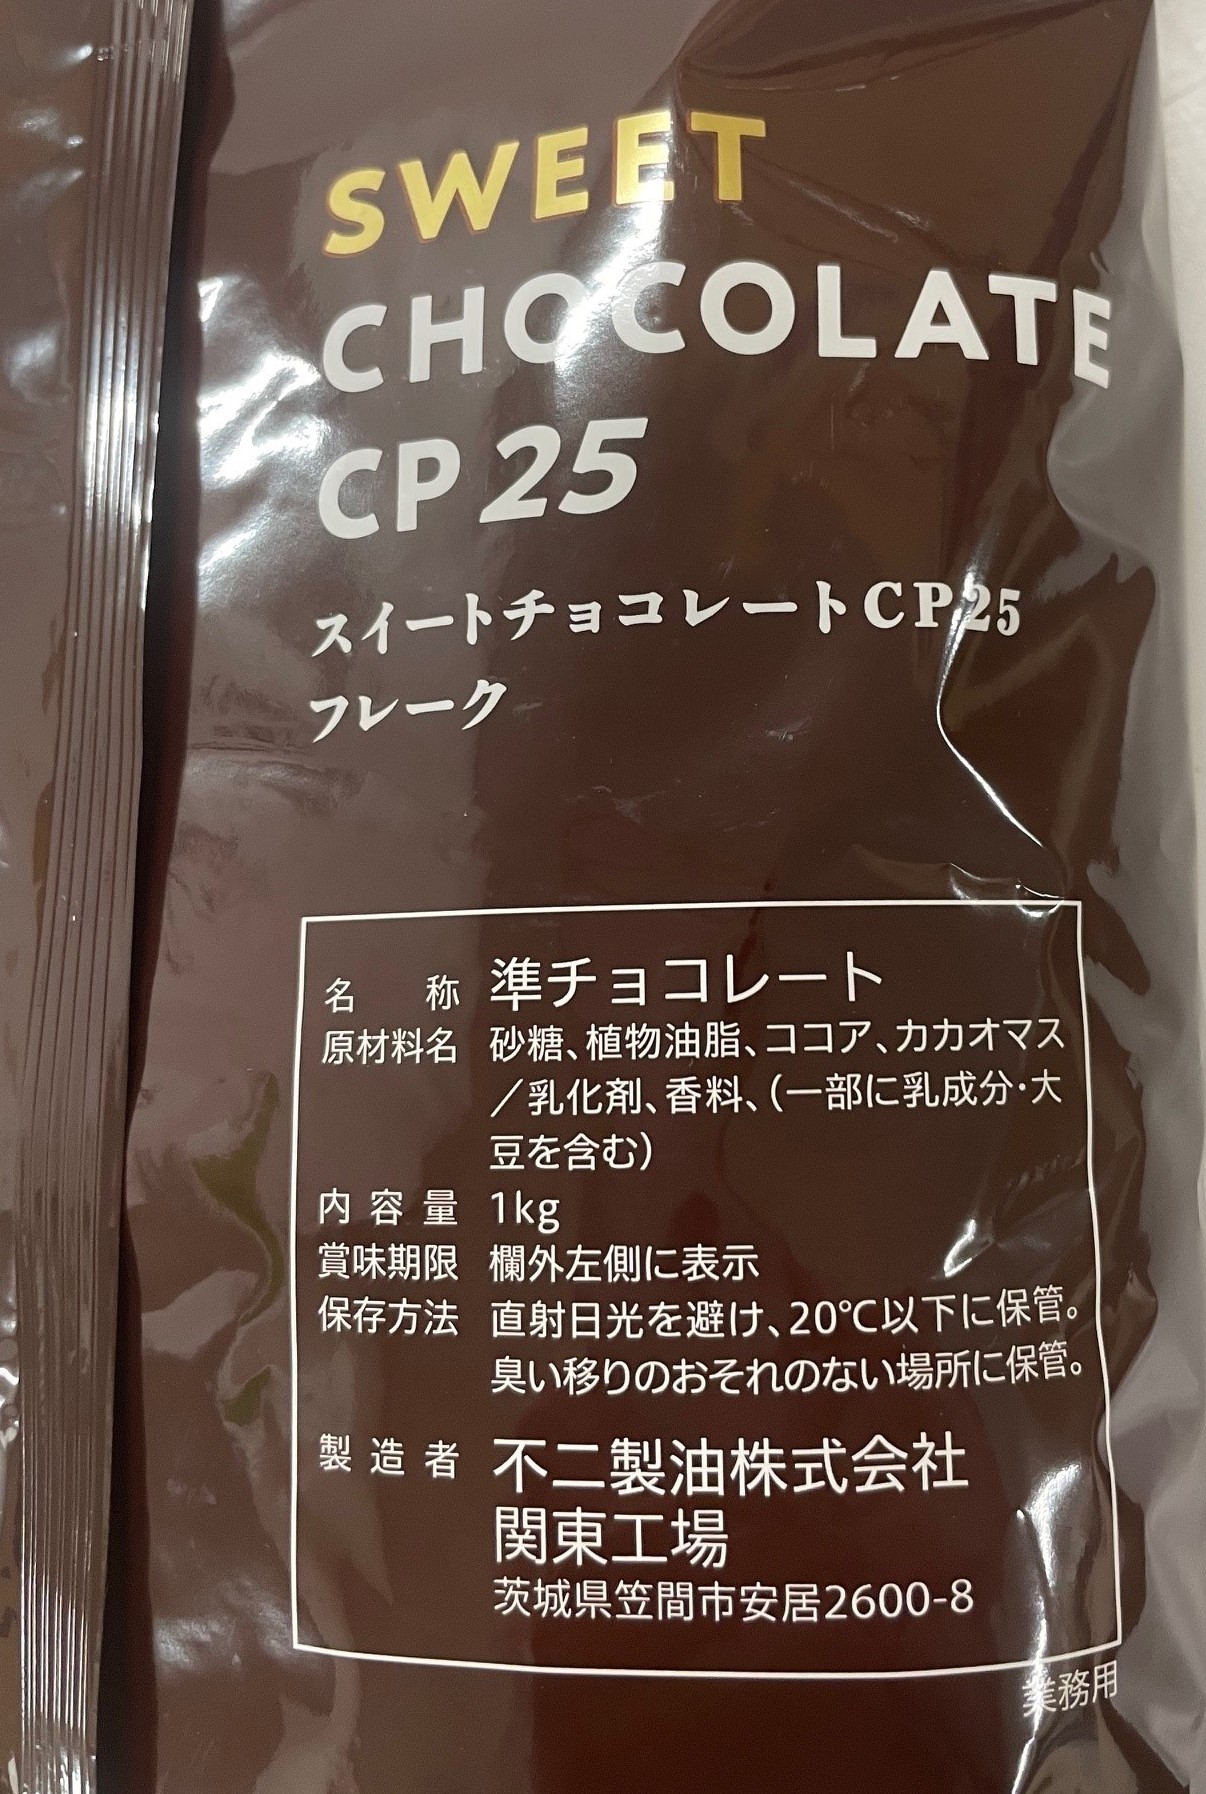 SWEET
CHOCOLATE
CP 25
スイートチョコレートCP25
フレーク
名称 準チョコレート
原材料名 砂糖、植物油脂、ココア、カカオマス
／乳化剤、香料、（一部に乳成分・大
豆を含む）
内容量 1kg
賞味期限 欄外左側に表示
保存方法 直射日光を避け、20℃以下に保管。
臭い移りのおそれのない場所に保管。
製造者 不二製油株式会社
関東工場
茨城県笠間市安居2600-8
業務用